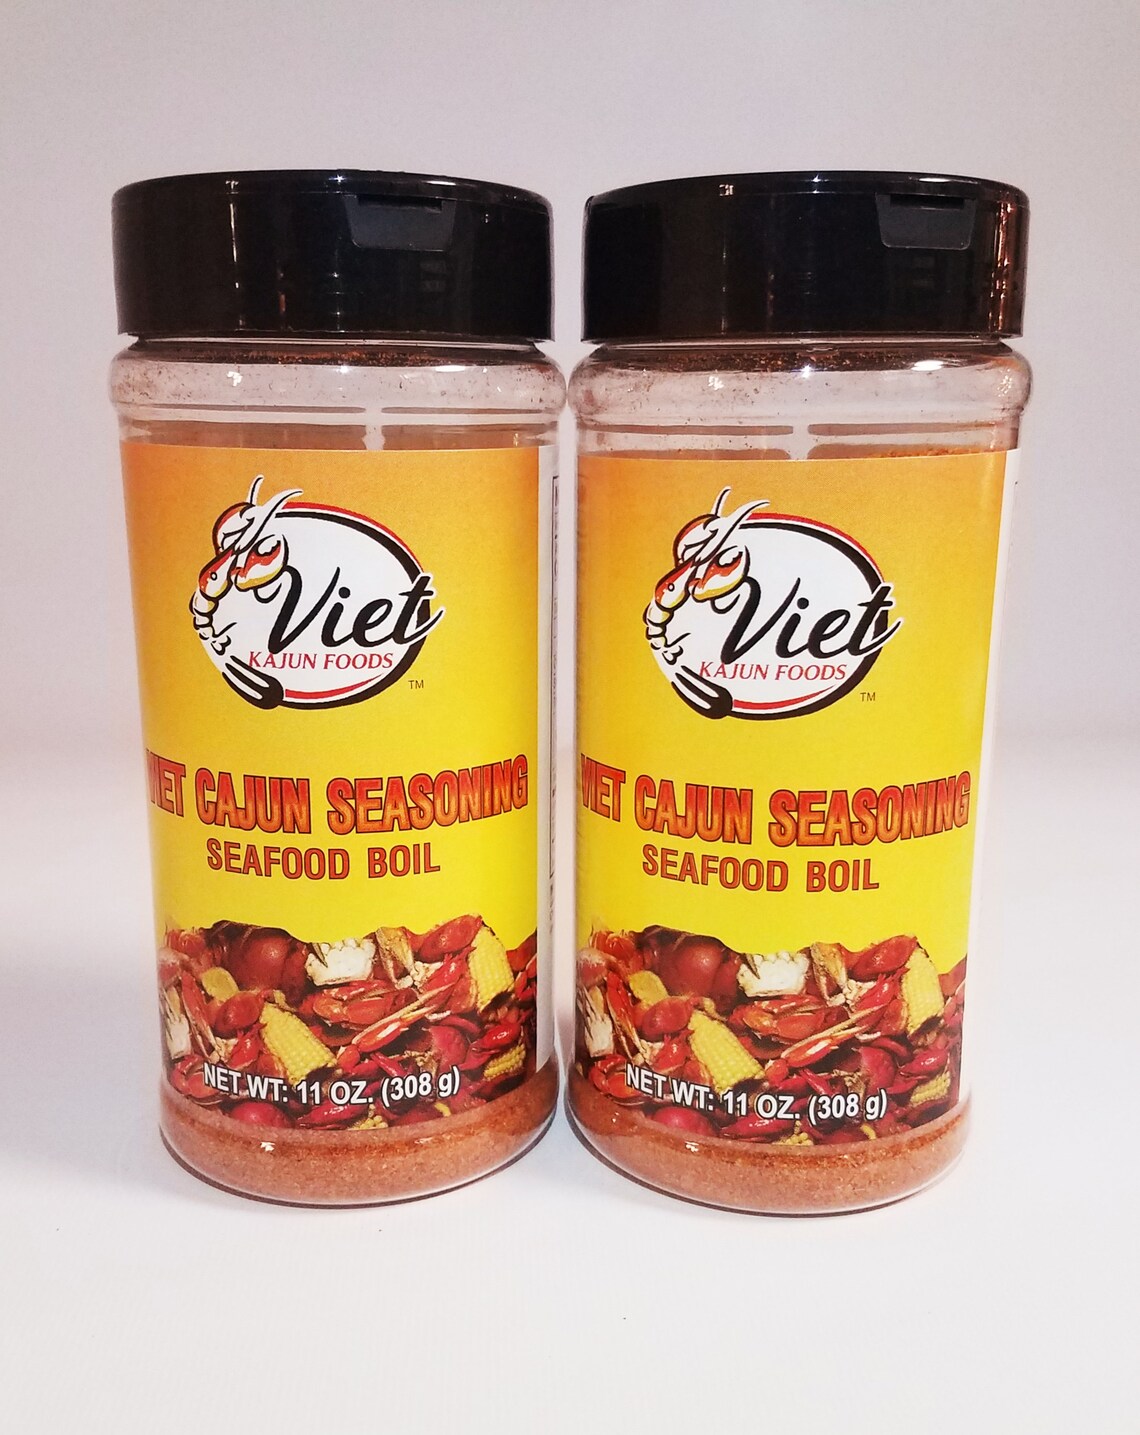 Viet
KAJUN FOODS
TM
VIET CAJUN SEASONING
SEAFOOD BOIL
NET WT: 11 OZ. (308 g)
Viet
KAJUN FOODS
TM
VIET CAJUN SEASONING
SEAFOOD BOIL
NET WT: 11 OZ. (308 g)